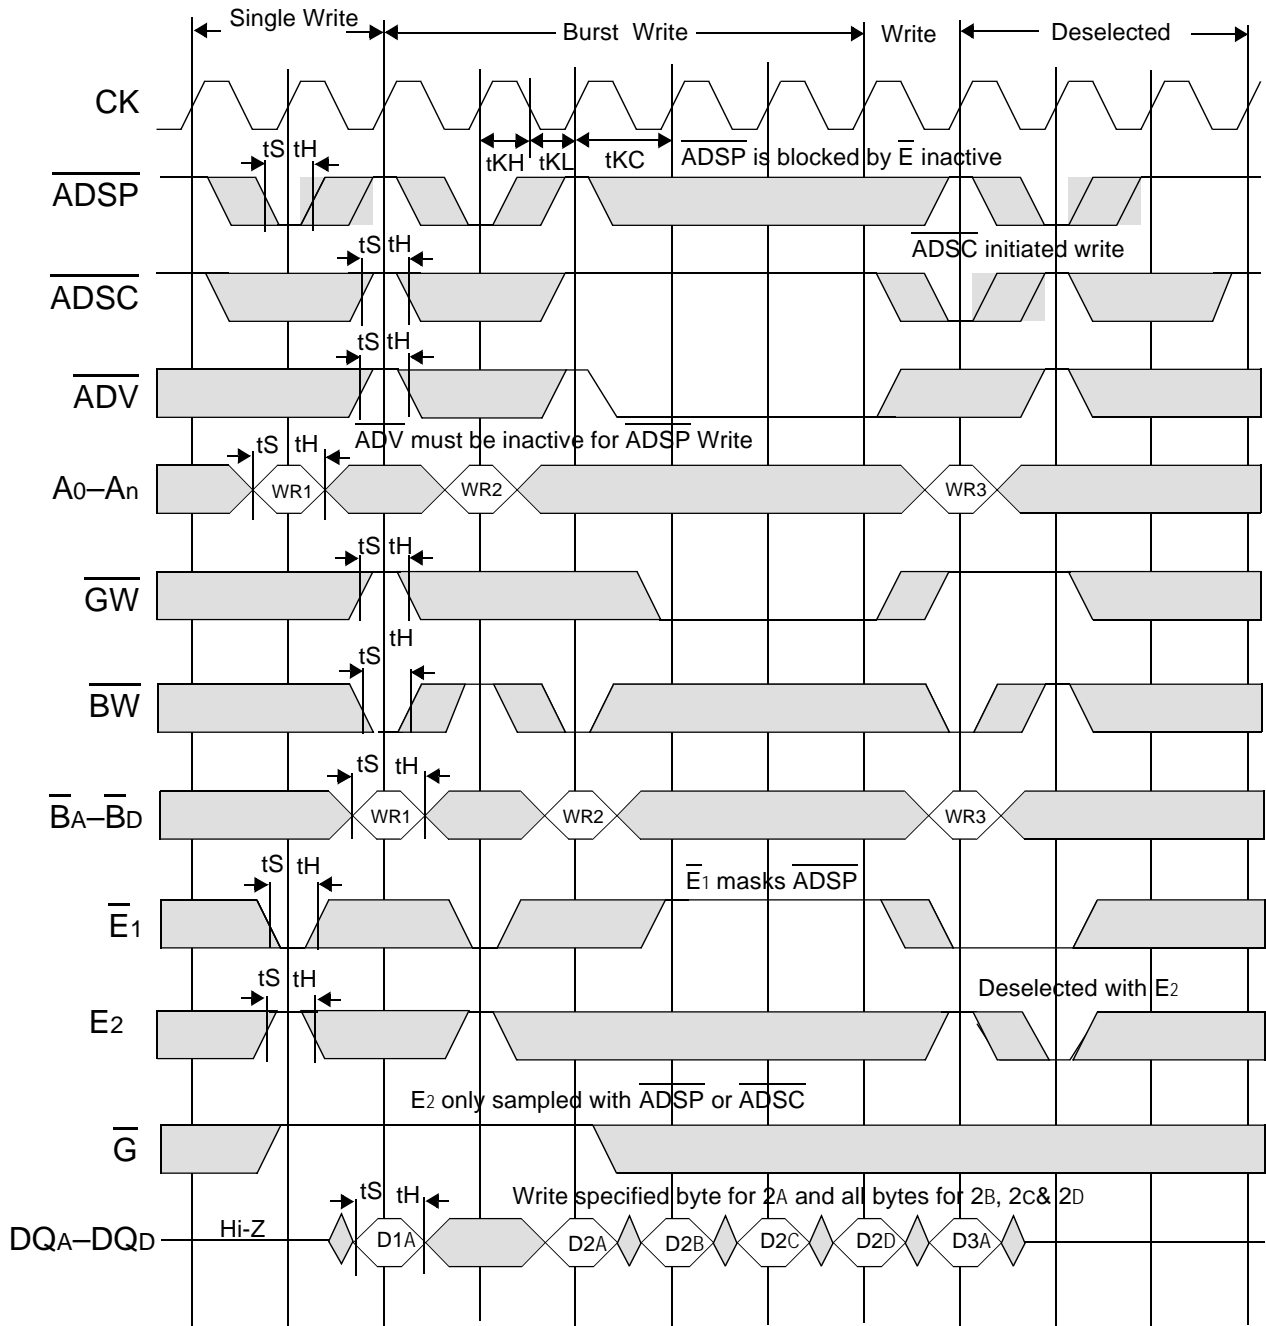 Single Write Burst Write Write Deselected
CK
tKH tKL tKC
ADSP is blocked by E inactive
tS tH
ADSP
ADSC initiated write
tS tH
ADSC
tS tH
ADV
ADV must be inactive for ADSP Write
tS tH
A0–An WR1 WR2 WR3
tS tH
GW
tS tH
BW
tS tH
BA–BD WR1 WR2 WR3
E1 masks ADSP
tS tH
E1
tS tH
Deselected with E2
E2
E2 only sampled with ADSP or ADSC
G
tS tH
Write specified byte for 2A and all bytes for 2B, 2C& 2D
DQA–DQD Hi-Z D1A D2A D2B D2C D2D D3A